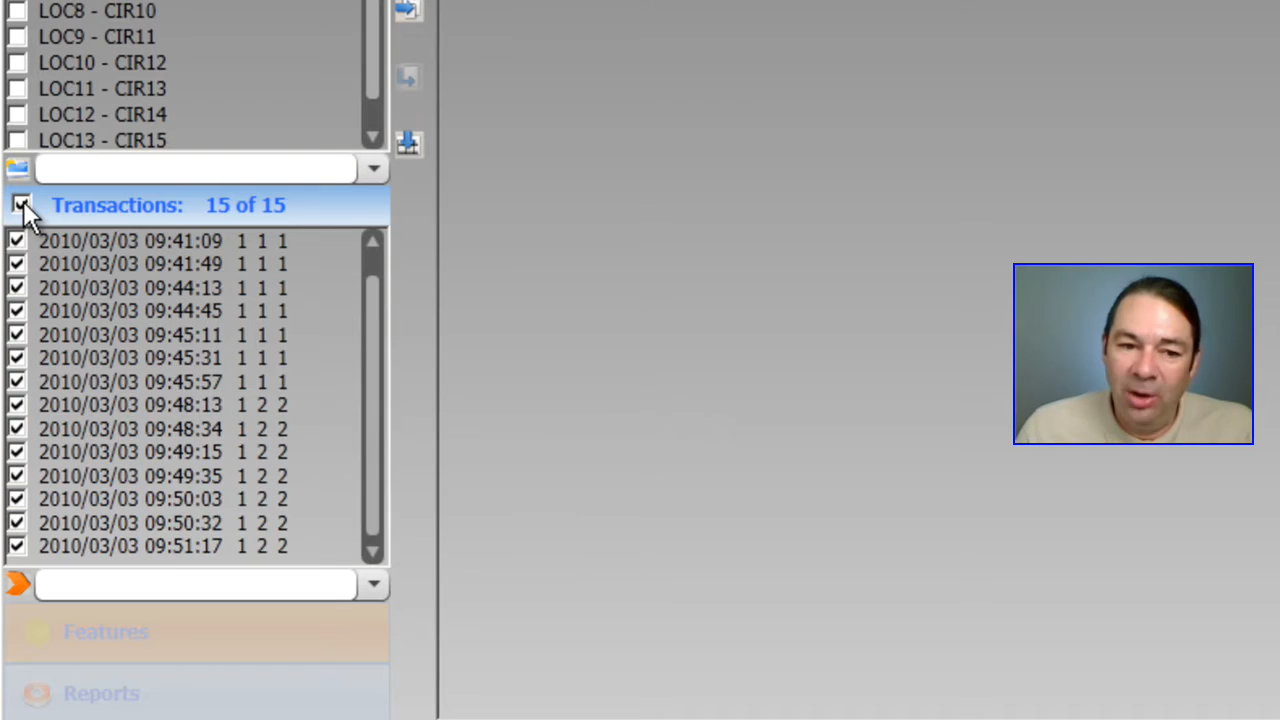 LOC8 - CIR10
LOC9 - CIR11
LOC10 - CIR12
LOC11 - CIR13
LOC12 - CIR14
LOC13 - CIR15
Transactions: 15 of 15
2010/03/03 09:41:09 1 1 1
2010/03/03 09:41:49 1 1 1
2010/03/03 09:44:13 1 1 1
2010/03/03 09:44:45 1 1 1
2010/03/03 09:45:11 1 1 1
2010/03/03 09:45:31 1 1 1
2010/03/03 09:45:57 1 1 1
2010/03/03 09:48:13 1 2 2
2010/03/03 09:48:34 1 2 2
2010/03/03 09:49:15 1 2 2
2010/03/03 09:49:35 1 2 2
2010/03/03 09:50:03 1 2 2
2010/03/03 09:50:32 1 2 2
2010/03/03 09:51:17 1 2 2
Features
Reports